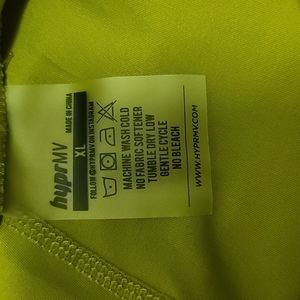 hyprMV
MADE IN CHINA
XL
FOLLOW @HYPRMV ON INSTAGRAM
MACHINE WASH COLD
NO FABRIC SOFTENER
TUMBLE DRY LOW
GENTLE CYCLE
NO BLEACH
WWW.HYPRMV.COM